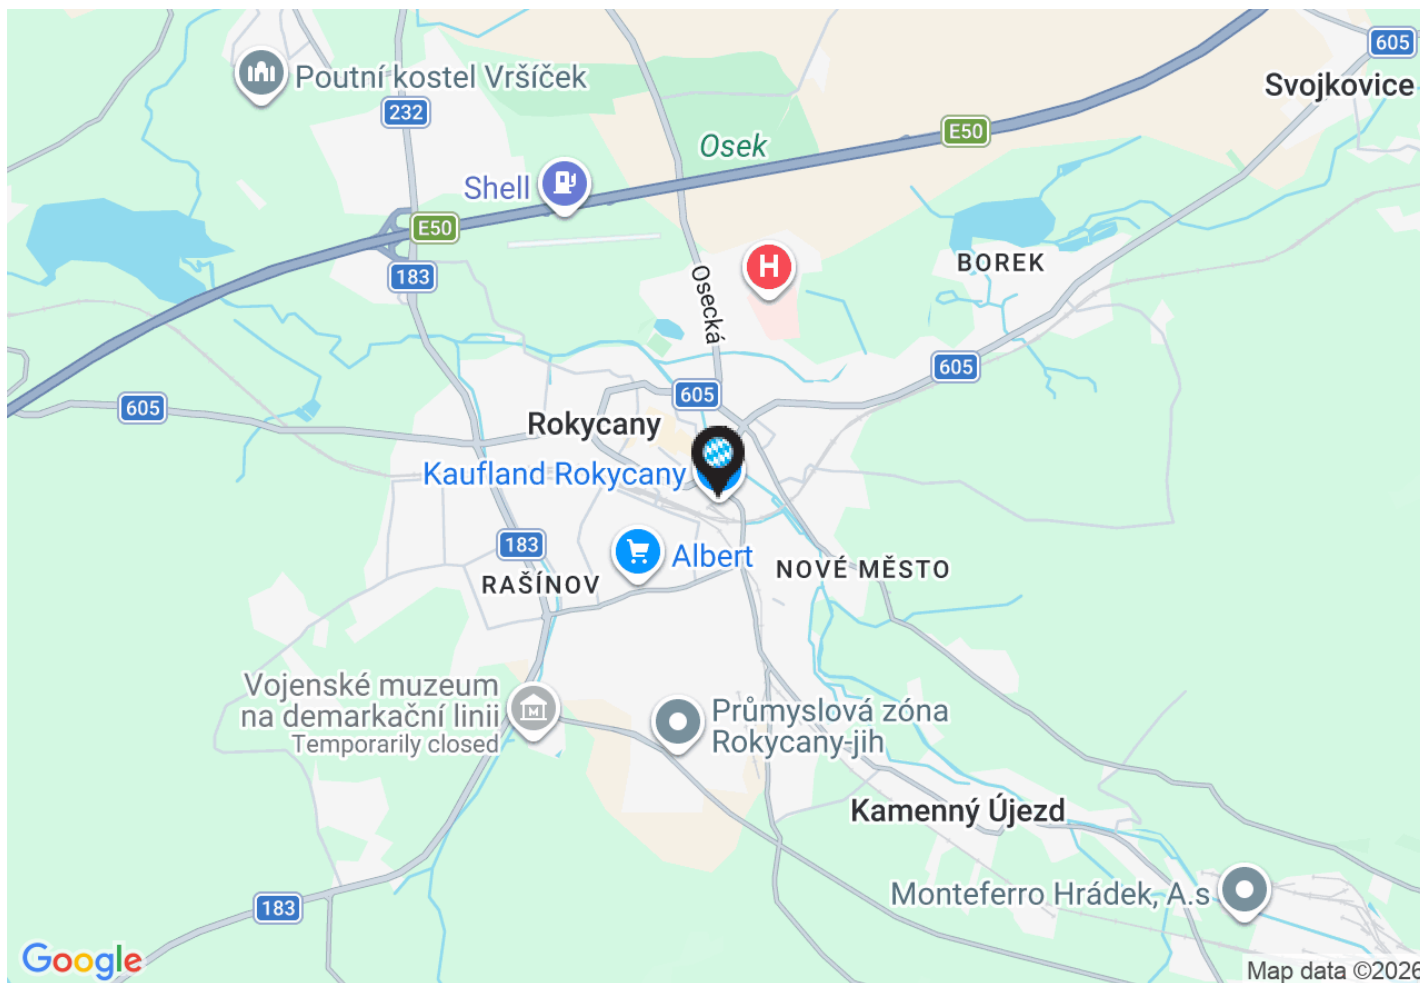 605
Poutní kostel Vršíček
Svojkovice
232
E50
Osek
Shell
E50
H
BOREK
183
Osecká
605
605
605
Rokycany
Kaufland Rokycany
183
Albert
NOVÉ MĚSTO
RAŠÍNOV
Vojenské muzeum
na demarkační linii
Temporarily closed
M
Průmyslová zóna
Rokycany-jih
Kamenný Újezd
Monteferro Hrádek, A.s
183
Google
Map data ©2026